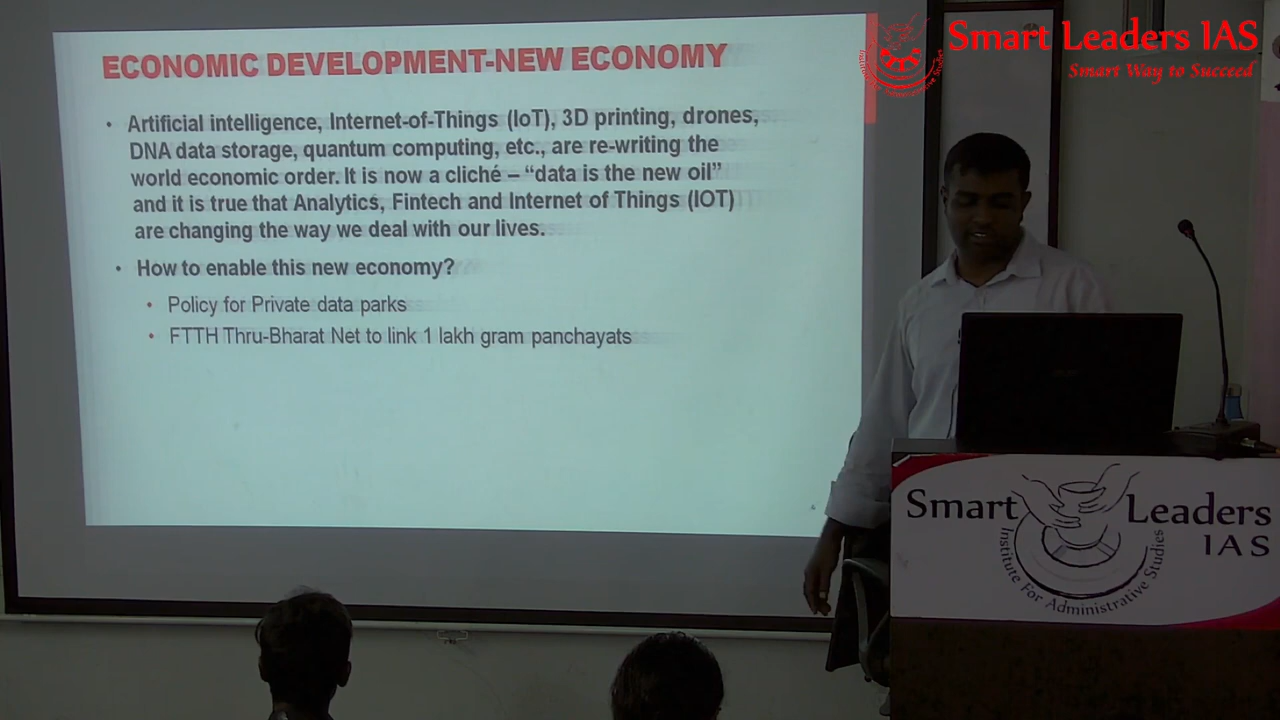 ECONOMIC DEVELOPMENT-NEW ECONOMY
• Artificial intelligence, Internet-of-Things (IoT), 3D printing, drones,
DNA data storage, quantum computing, etc., are re-writing the
world economic order. It is now a cliché – “data is the new oil”
and it is true that Analytics, Fintech and Internet of Things (IOT)
are changing the way we deal with our lives.
• How to enable this new economy?
• Policy for Private data parks
• FTTH Thru-Bharat Net to link 1 lakh gram panchayats
Smart Leaders IAS
Smart Way to Succeed
Institute For Administrative Studies
Smart Leaders
IAS
Institute For Administrative Studies